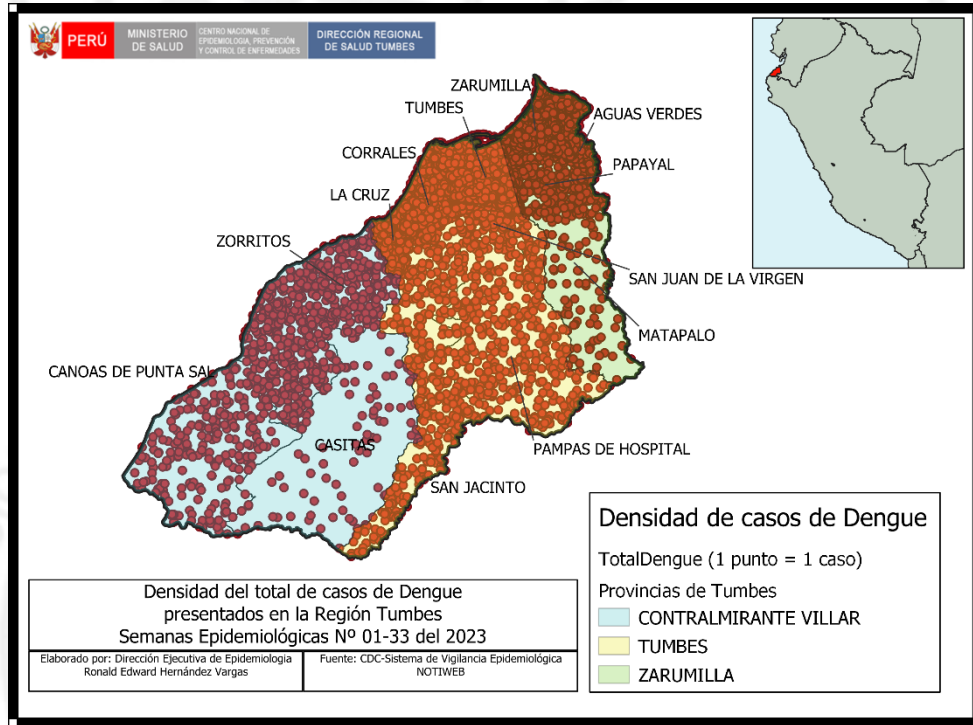 PERÚ
MINISTERIO
DE SALUD
CENTRO NACIONAL DE
EPIDEMIOLOGIA, PREVENCIÓN
Y CONTROL DE ENFERMEDADES
DIRECCIÓN REGIONAL
DE SALUD TUMBES
ZARUMILLA
TUMBES
AGUAS VERDES
CORRALES
PAPAYAL
LA CRUZ
ZORRITOS
SAN JUAN DE LA VIRGEN
MATAPALO
CANOAS DE PUNTA SAL
CASITAS
PAMPAS DE HOSPITAL
SAN JACINTO
Densidad de casos de Dengue
TotalDengue (1 punto = 1 caso)
Provincias de Tumbes
CONTRALMIRANTE VILLAR
TUMBES
ZARUMILLA
Densidad del total de casos de Dengue
presentados en la Región Tumbes
Semanas Epidemiológicas Nº 01-33 del 2023
Elaborado por: Dirección Ejecutiva de Epidemiologia
Ronald Edward Hernández Vargas
Fuente: CDC-Sistema de Vigilancia Epidemiológica
NOTIWEB